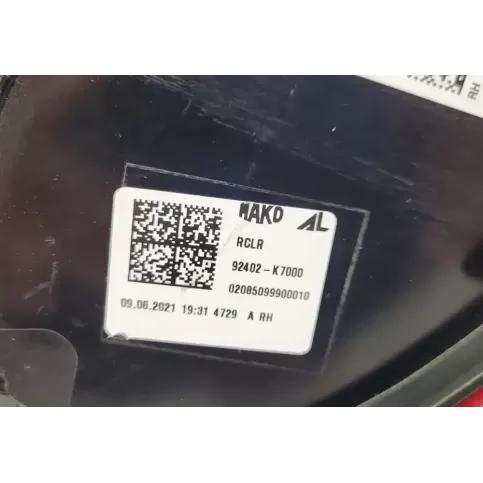 MAKO AL
RCLR
92402-K7000
02085099900010
09.06.2021 19:31 4729 A RH
RH